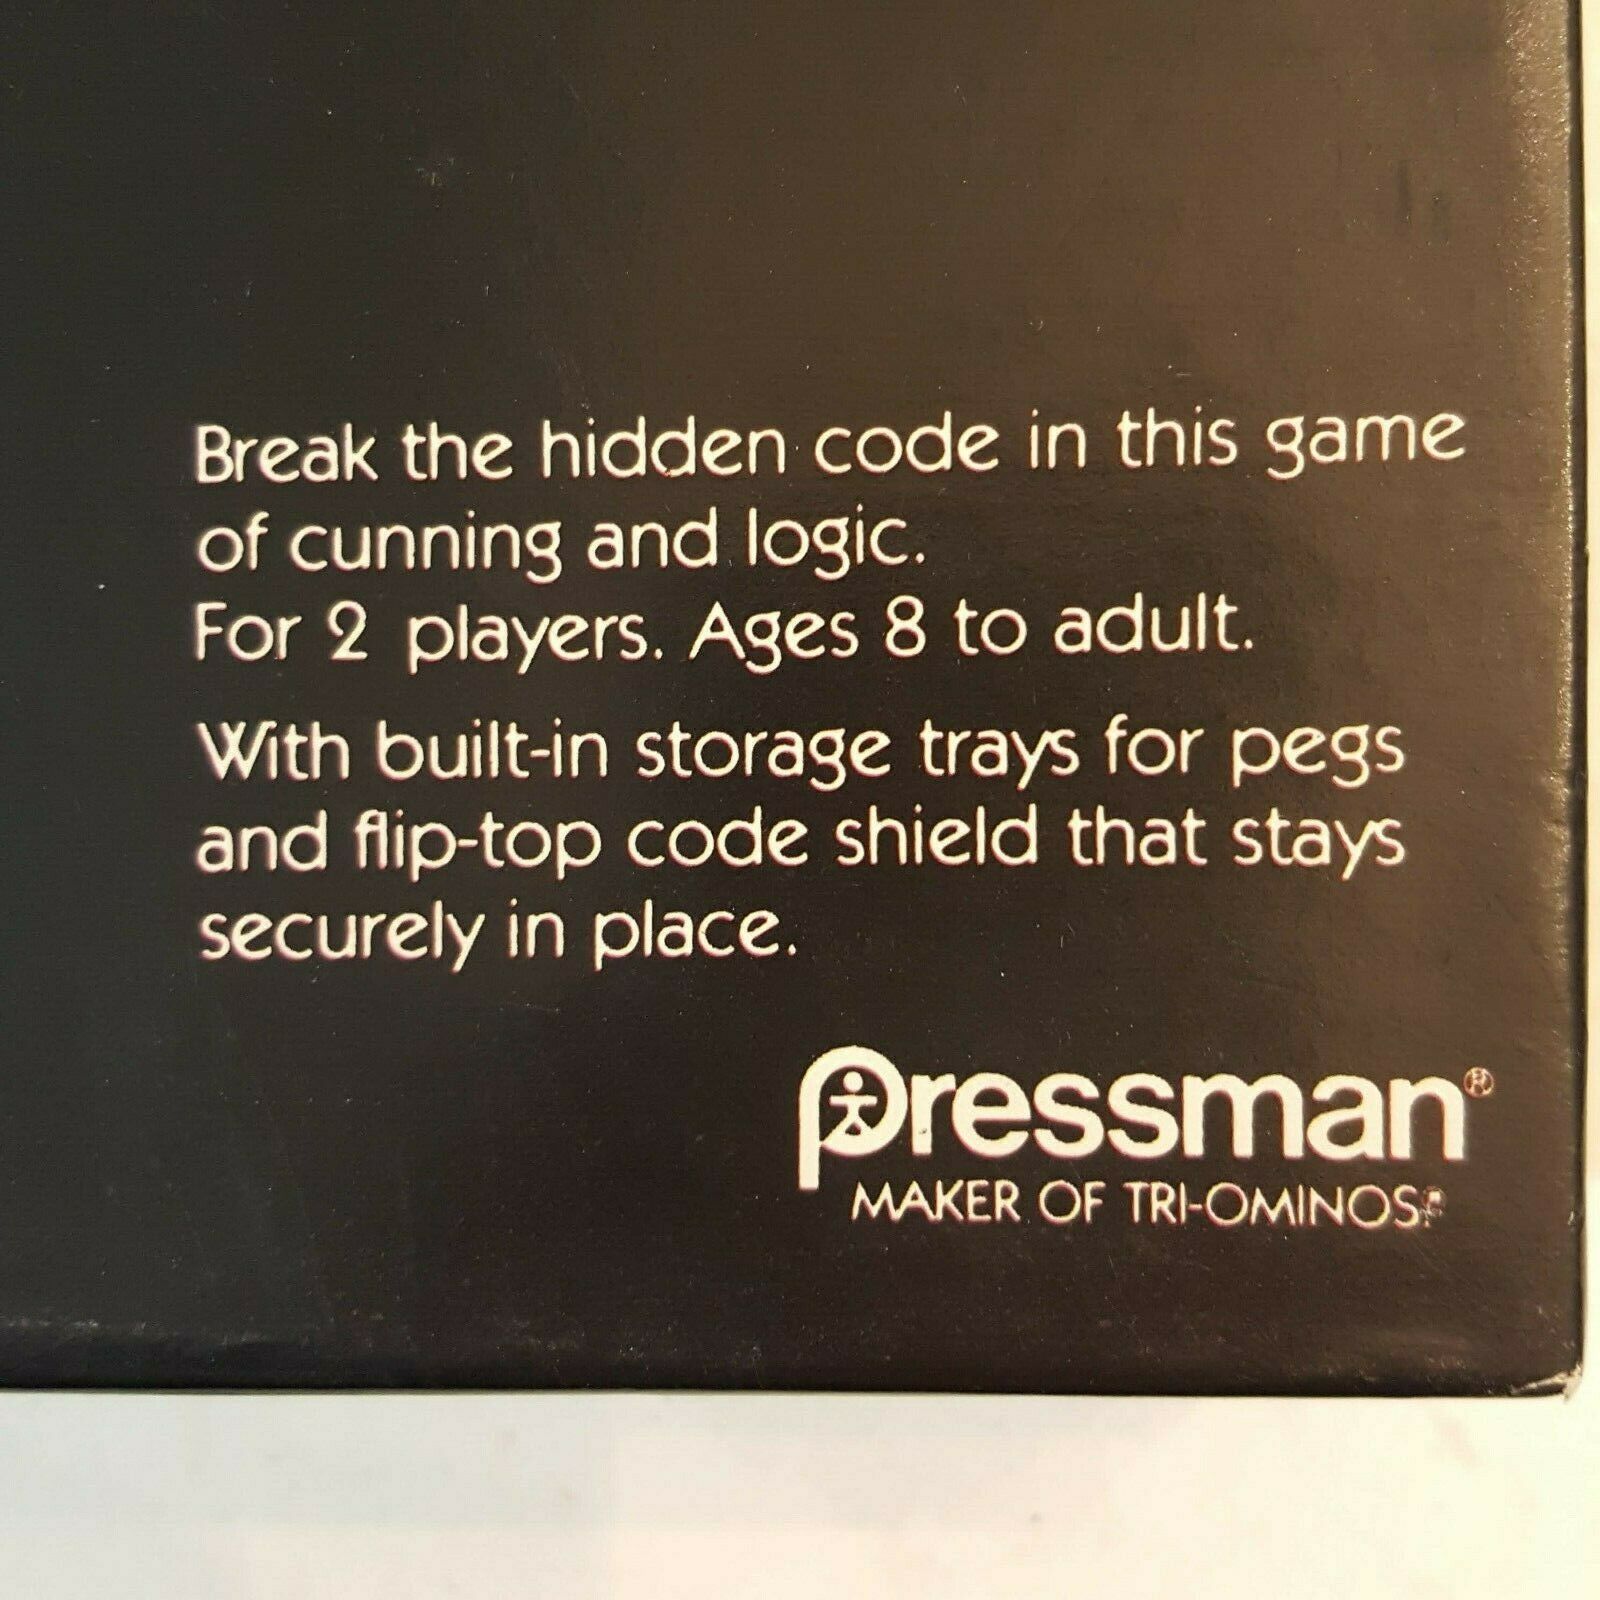 Break the hidden code in this game
of cunning and logic.
For 2 players. Ages 8 to adult.
With built-in storage trays for pegs
and flip-top code shield that stays
securely in place.
Pressman®
MAKER OF TRI-OMINOS®